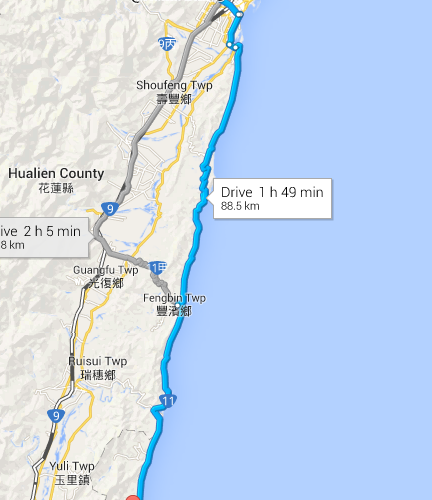 9丙
Shoufeng Twp
壽豐鄉
Hualien County
花蓮縣
Drive 1 h 49 min
88.5 km
9
ive 2 h 5 min
8 km
Guangfu Twp
光復鄉
11甲
Fengbin Twp
豐濱鄉
Ruisui Twp
瑞穗鄉
11
9
Yuli Twp
玉里鎮